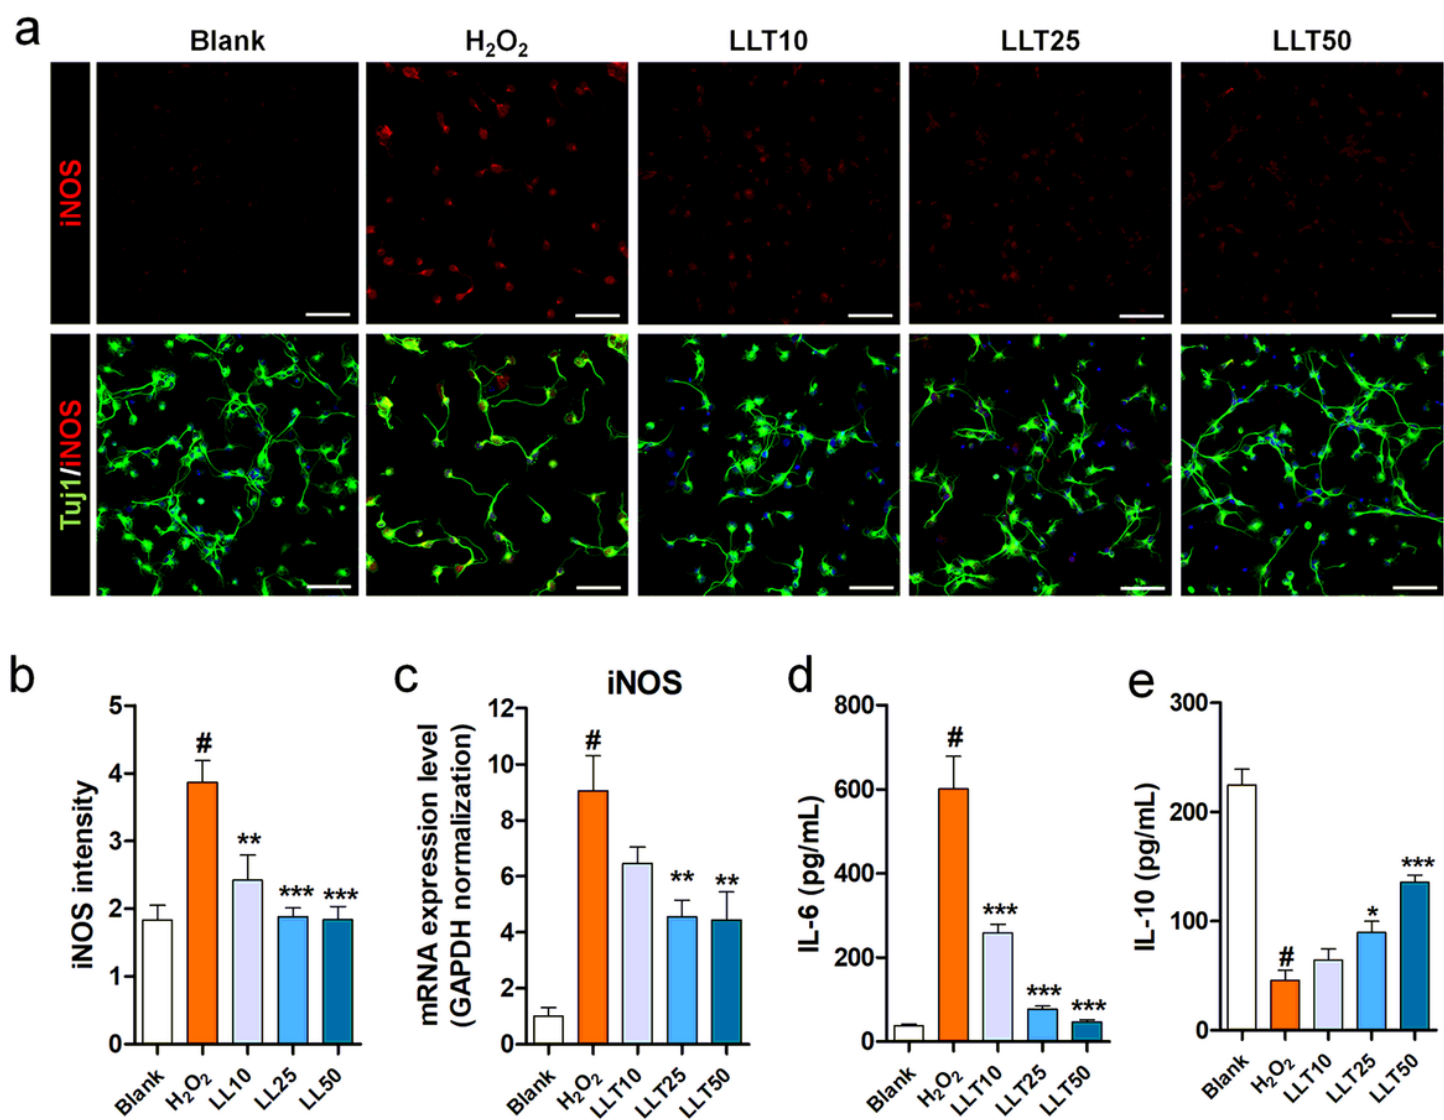 a
Blank H₂O₂ LLT10 LLT25 LLT50
iNOS
Tuj1/iNOS
b
iNOS intensity
5
4
3
2
1
0
#
**
***
***
Blank H₂O₂ LL10 LL25 LL50
c
iNOS
mRNA expression level
(GAPDH normalization)
12
10
8
6
4
2
0
#
**
**
Blank H₂O₂ LLT10 LLT25 LLT50
d
IL-6 (pg/mL)
800
600
400
200
0
#
***
***
***
Blank H₂O₂ LLT10 LLT25 LLT50
e
IL-10 (pg/mL)
300
200
100
0
#
*
***
Blank H₂O₂ LLT10 LLT25 LLT50